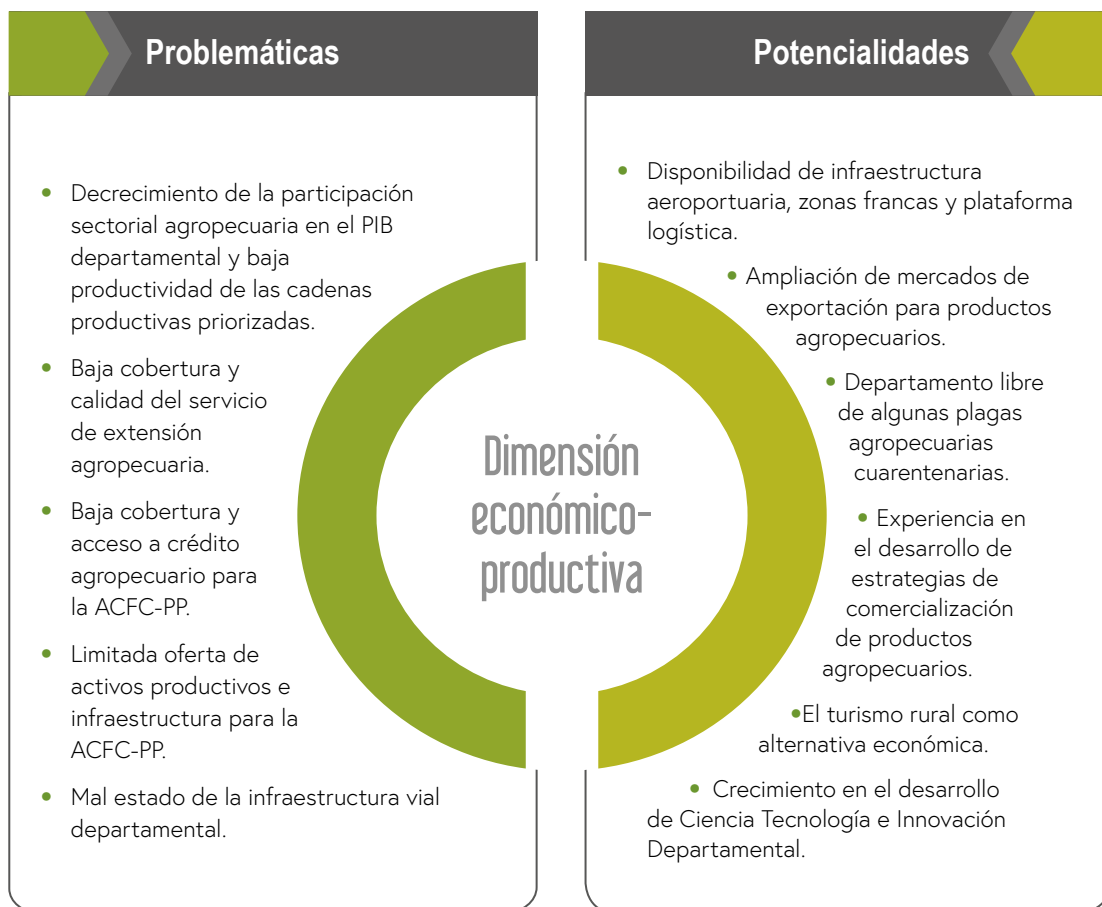 Problemáticas
• Decrecimiento de la participación
sectorial agropecuaria en el PIB
departamental y baja
productividad de las cadenas
productivas priorizadas.
• Baja cobertura y
calidad del servicio
de extensión
agropecuaria.
• Baja cobertura y
acceso a crédito
agropecuario para
la ACFC-PP.
• Limitada oferta de
activos productivos e
infraestructura para la
ACFC-PP.
• Mal estado de la infraestructura vial
departamental.
Dimensión
económico-
productiva
Potencialidades
• Disponibilidad de infraestructura
aeroportuaria, zonas francas y plataforma
logística.
• Ampliación de mercados de
exportación para productos
agropecuarios.
• Departamento libre
de algunas plagas
agropecuarias
cuarentenarias.
• Experiencia en
el desarrollo de
estrategias de
comercialización
de productos
agropecuarios.
•El turismo rural como
alternativa económica.
• Crecimiento en el desarrollo
de Ciencia Tecnología e Innovación
Departamental.